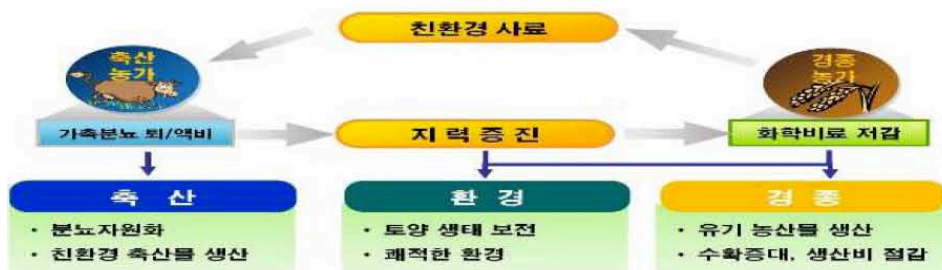 친환경 사료
축산
농가
경종
농가
가축분뇨 퇴/액비
지력증진
화학비료 저감
축 산
환 경
경 종
• 분뇨자원화
• 친환경 축산물 생산
• 토양 생태 보전
• 쾌적한 환경
• 유기 농산물 생산
• 수확증대, 생산비 절감